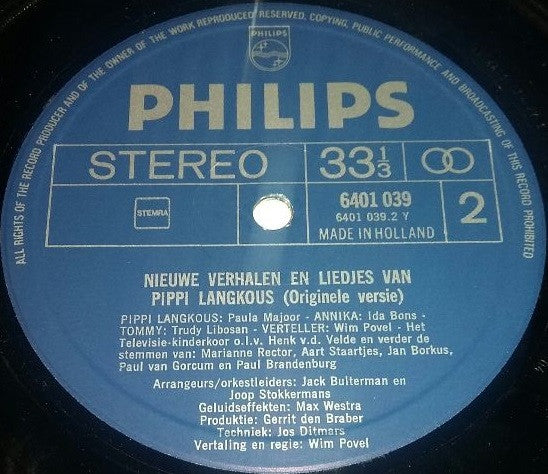 ALL RIGHTS OF THE RECORD PRODUCER AND OF THE OWNER OF THE WORK REPRODUCED RESERVED. COPYING, PUBLIC PERFORMANCE AND BROADCASTING OF THIS RECORD PROHIBITED
PHILIPS
PHILIPS
STEREO 33 1/3
6401 039
6401 039.2 Y
MADE IN HOLLAND
2
STEMRA
NIEUWE VERHALEN EN LIEDJES VAN
PIPPI LANGKOUS (Originele versie)
PIPPI LANGKOUS: Paula Majoor - ANNIKA: Ida Bons -
TOMMY: Trudy Libosan - VERTELLER: Wim Povel - Het
Televisie-kinderkoor o.l.v. Henk v.d. Velde en verder de
stemmen van: Marianne Rector, Aart Staartjes, Jan Borkus,
Paul van Gorcum en Paul Brandenburg
Arrangeurs/orkestleiders: Jack Bulterman en
Joop Stokkermans
Geluidseffekten: Max Westra
Produktie: Gerrit den Braber
Techniek: Jos Ditmars
Vertaling en regie: Wim Povel